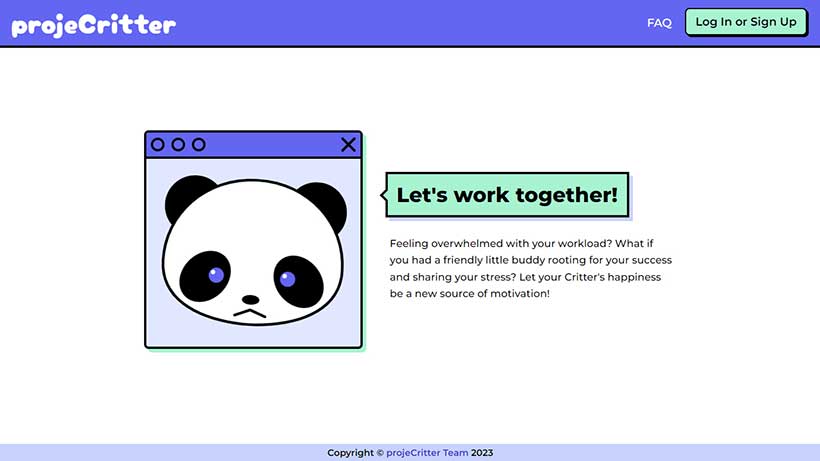 projeCritter
FAQ
Log In or Sign Up
Let's work together!
Feeling overwhelmed with your workload? What if
you had a friendly little buddy rooting for your success
and sharing your stress? Let your Critter's happiness
be a new source of motivation!
Copyright © projeCritter Team 2023